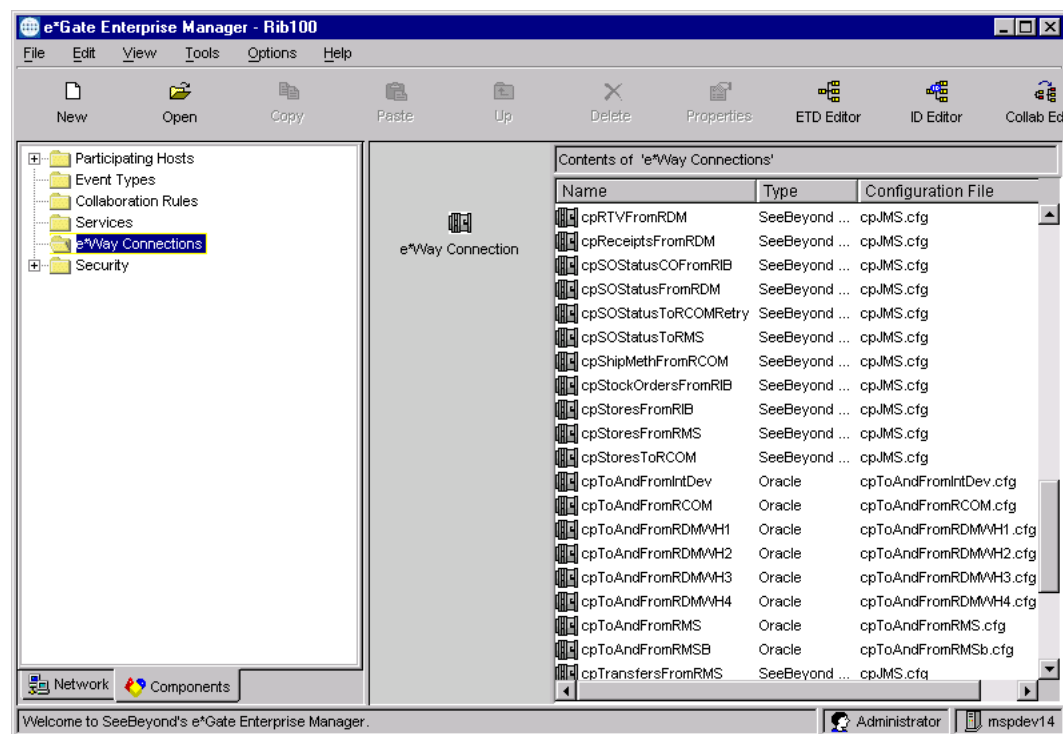 e*Gate Enterprise Manager - Rib100
File Edit View Tools Options Help
New Open Copy Paste Up Delete Properties ETD Editor ID Editor Collab Ed
Participating Hosts
Event Types
Collaboration Rules
Services
e*Way Connections
Security
e*Way Connection
Contents of 'e*Way Connections'
Name Type Configuration File
cpRTVFromRDM SeeBeyond ... cpJMS.cfg
cpReceiptsFromRDM SeeBeyond ... cpJMS.cfg
cpSOStatusCOFromRIB SeeBeyond ... cpJMS.cfg
cpSOStatusFromRDM SeeBeyond ... cpJMS.cfg
cpSOStatusToRCOMRetry SeeBeyond ... cpJMS.cfg
cpSOStatusToRMS SeeBeyond ... cpJMS.cfg
cpShipMethFromRCOM SeeBeyond ... cpJMS.cfg
cpStockOrdersFromRIB SeeBeyond ... cpJMS.cfg
cpStoresFromRIB SeeBeyond ... cpJMS.cfg
cpStoresFromRMS SeeBeyond ... cpJMS.cfg
cpStoresToRCOM SeeBeyond ... cpJMS.cfg
cpToAndFromIntDev Oracle cpToAndFromIntDev.cfg
cpToAndFromRCOM Oracle cpToAndFromRCOM.cfg
cpToAndFromRDMWH1 Oracle cpToAndFromRDMWH1.cfg
cpToAndFromRDMWH2 Oracle cpToAndFromRDMWH2.cfg
cpToAndFromRDMWH3 Oracle cpToAndFromRDMWH3.cfg
cpToAndFromRDMWH4 Oracle cpToAndFromRDMWH4.cfg
cpToAndFromRMS Oracle cpToAndFromRMS.cfg
cpToAndFromRMSB Oracle cpToAndFromRMSb.cfg
cpTransfersFromRMS SeeBeyond ... cpJMS.cfg
Network Components
Welcome to SeeBeyond's e*Gate Enterprise Manager. Administrator mspdev14